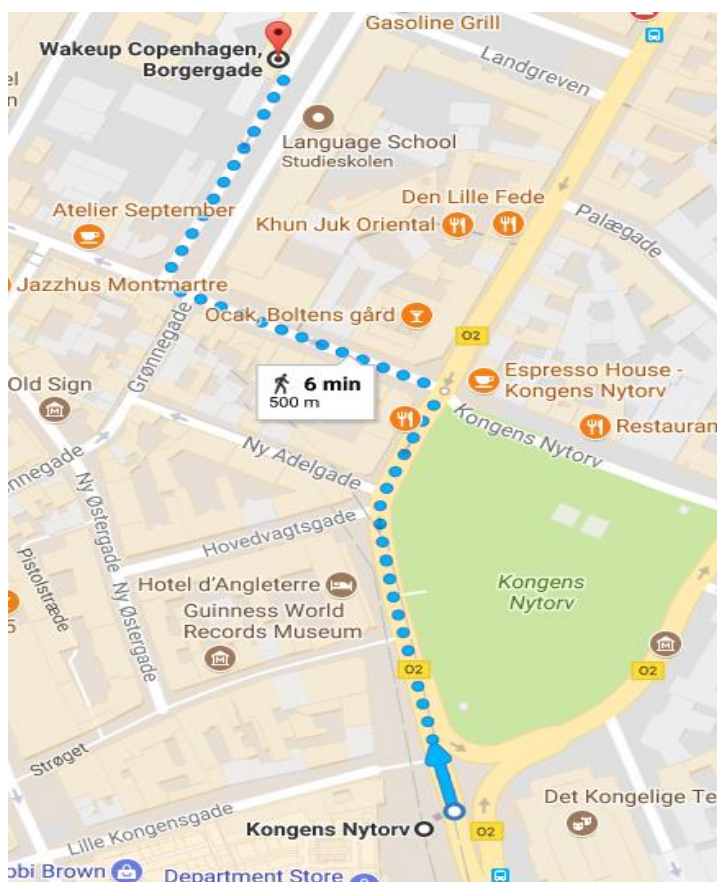 Gasoline Grill
Wakeup Copenhagen,
Borgergade
el
n
Landgreven
Language School
Studieskolen
Den Lille Fede
Atelier September
Khun Juk Oriental
Palægade
Jazzhus Montmartre
Ocak, Boltens gård
O2
Grønnegade
6 min
500 m
Espresso House -
Kongens Nytorv
Old Sign
Kongens Nytorv
Restauran
nnegade
Ny Adelgade
Ny Østergade
Hovedvagtsgade
Pistolstræde
Hotel d'Angleterre
Kongens
Nytorv
Ny Østergade
Guinness World
Records Museum
5
O2
O2
Strøget
Det Kongelige Te
Lille Kongensgade
Kongens Nytorv
O2
obi Brown
Department Store